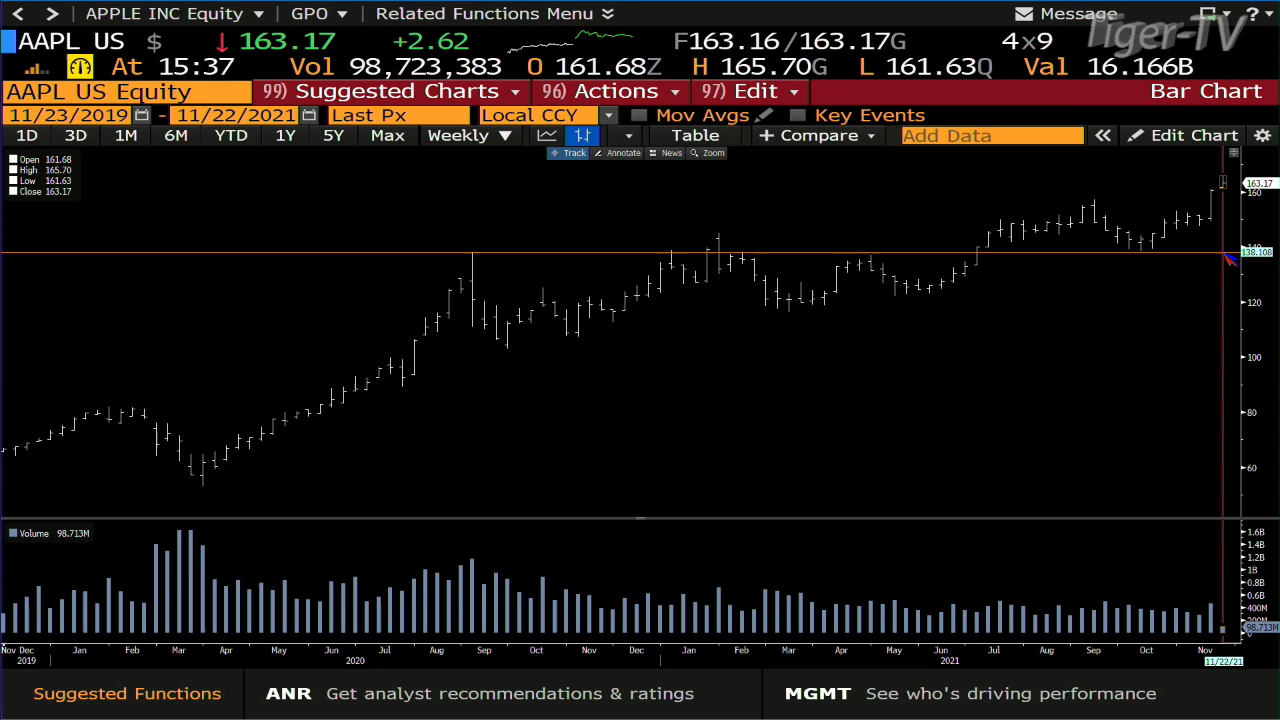 APPLE INC Equity GPO Related Functions Menu Message ?
Tiger-TV
AAPL US $ 163.17 +2.62 F163.16/163.17G 4x9
At 15:37 Vol 98,723,383 O 161.68Z H 165.70G L 161.63Q Val 16.166B
AAPL US Equity 99) Suggested Charts 96) Actions 97) Edit Bar Chart
11/23/2019 - 11/22/2021 Last Px Local CCY Mov Avgs Key Events
1D 3D 1M 6M YTD 1Y 5Y Max Weekly Table + Compare Add Data « Edit Chart
Track Annotate News Zoom
Open 161.68
High 165.70
Low 161.63
Close 163.17
163.17
160
140
138.108
120
100
80
60
Volume 98.713M
1.6B
1.4B
1.2B
1B
0.8B
0.6B
400M
200M
98.713M
0
Nov Dec Jan Feb Mar Apr May Jun Jul Aug Sep Oct Nov Dec Jan Feb Mar Apr May Jun Jul Aug Sep Oct Nov
2019 2020 2021 11/22/21
Suggested Functions ANR Get analyst recommendations & ratings MGMT See who's driving performance